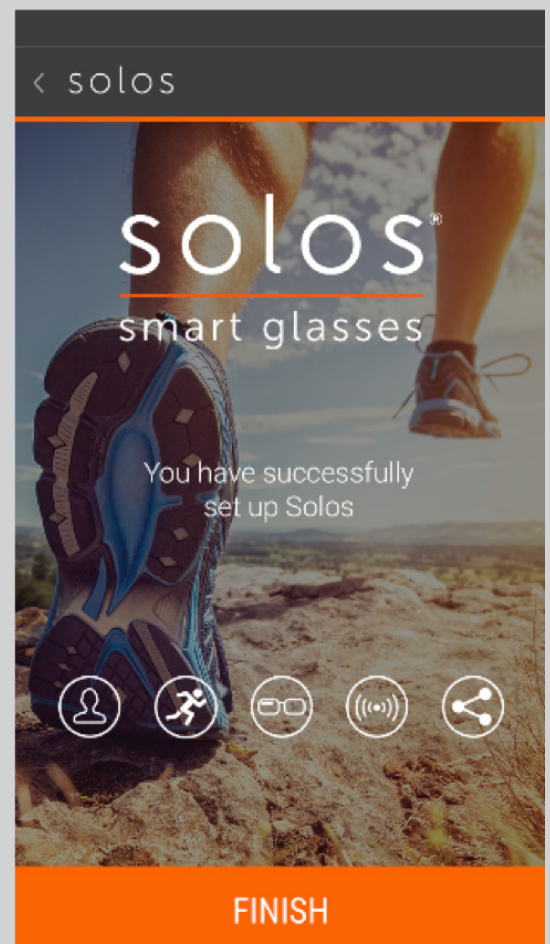 solos
solos®
smart glasses
You have successfully
set up Solos
FINISH